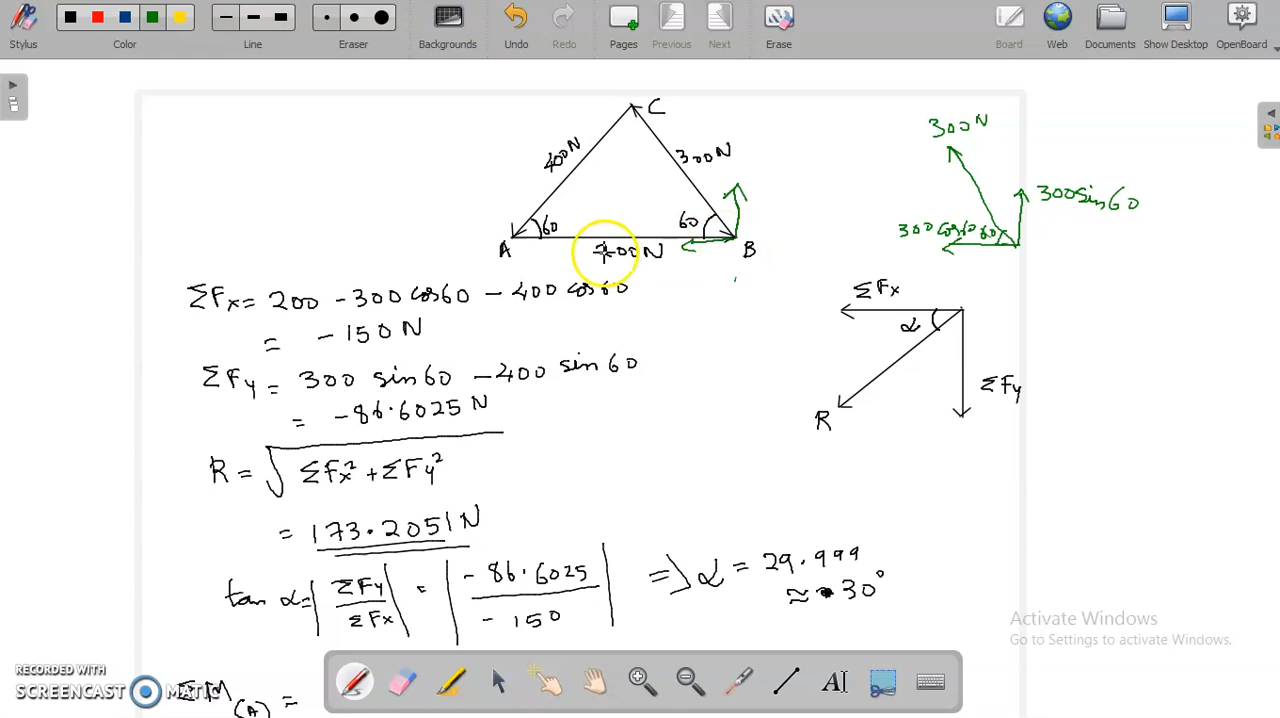 Stylus
Color
Line
Eraser
Backgrounds
Undo
Redo
Pages
Previous
Next
Erase
Board
Web
Documents
Show Desktop
OpenBoard
C
400N
300N
60
60
A
00N
B
300N
300sin60
300cos60
60
ΣFx = 200 - 300 cos60 - 400 cos60
= - 150 N
ΣFy = 300 sin60 - 400 sin60
= - 86.6025 N
R = √ΣFx² + ΣFy²
= 173.2051 N
tan α = |ΣFy / ΣFx| = |- 86.6025 / - 150| => α = 29.999
≈ 30°
ΣFx
α
ΣFy
R
(A) =
Activate Windows
Go to Settings to activate Windows.
RECORDED WITH
SCREENCAST MATIC